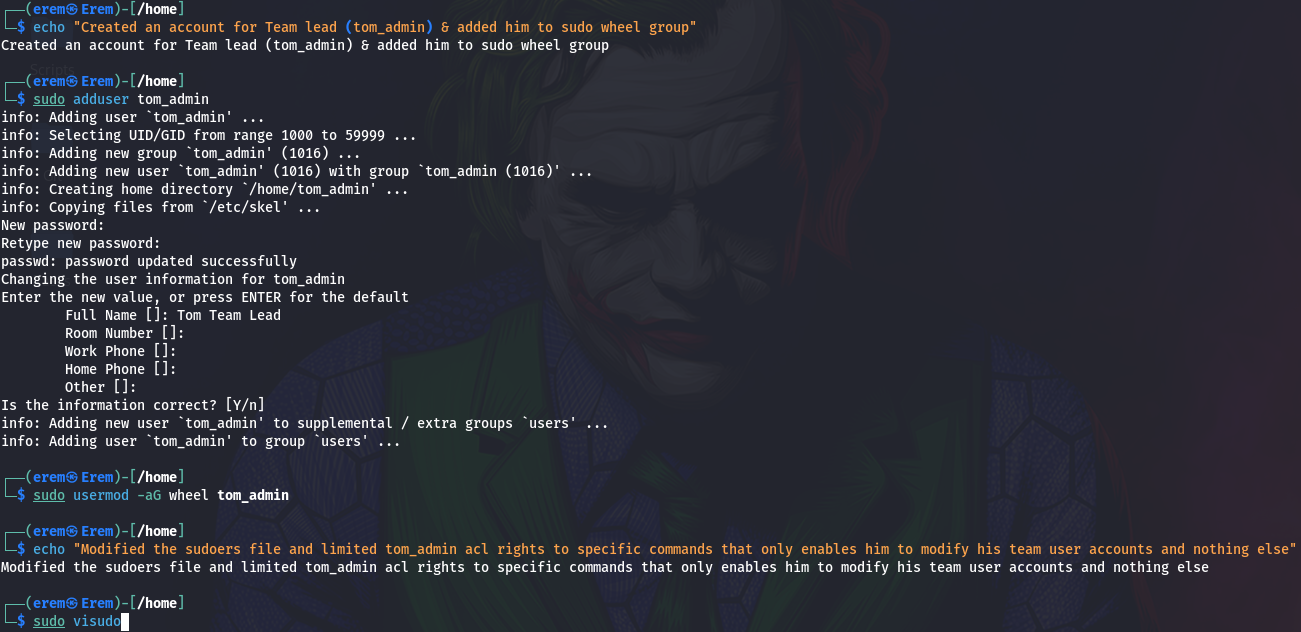 ┌──(erem㉿Erem)-[/home]
└─$ echo "Created an account for Team lead (tom_admin) & added him to sudo wheel group"
Created an account for Team lead (tom_admin) & added him to sudo wheel group
Scripts
┌──(erem㉿Erem)-[/home]
└─$ sudo adduser tom_admin
info: Adding user `tom_admin' ...
info: Selecting UID/GID from range 1000 to 59999 ...
info: Adding new group `tom_admin' (1016) ...
info: Adding new user `tom_admin' (1016) with group `tom_admin (1016)' ...
info: Creating home directory `/home/tom_admin' ...
info: Copying files from `/etc/skel' ...
New password:
Retype new password:
passwd: password updated successfully
Changing the user information for tom_admin
Enter the new value, or press ENTER for the default
        Full Name []: Tom Team Lead
        Room Number []:
        Work Phone []:
        Home Phone []:
        Other []:
Is the information correct? [Y/n]
info: Adding new user `tom_admin' to supplemental / extra groups `users' ...
info: Adding user `tom_admin' to group `users' ...
┌──(erem㉿Erem)-[/home]
└─$ sudo usermod -aG wheel tom_admin
┌──(erem㉿Erem)-[/home]
└─$ echo "Modified the sudoers file and limited tom_admin acl rights to specific commands that only enables him to modify his team user accounts and nothing else"
Modified the sudoers file and limited tom_admin acl rights to specific commands that only enables him to modify his team user accounts and nothing else
┌──(erem㉿Erem)-[/home]
└─$ sudo visudo